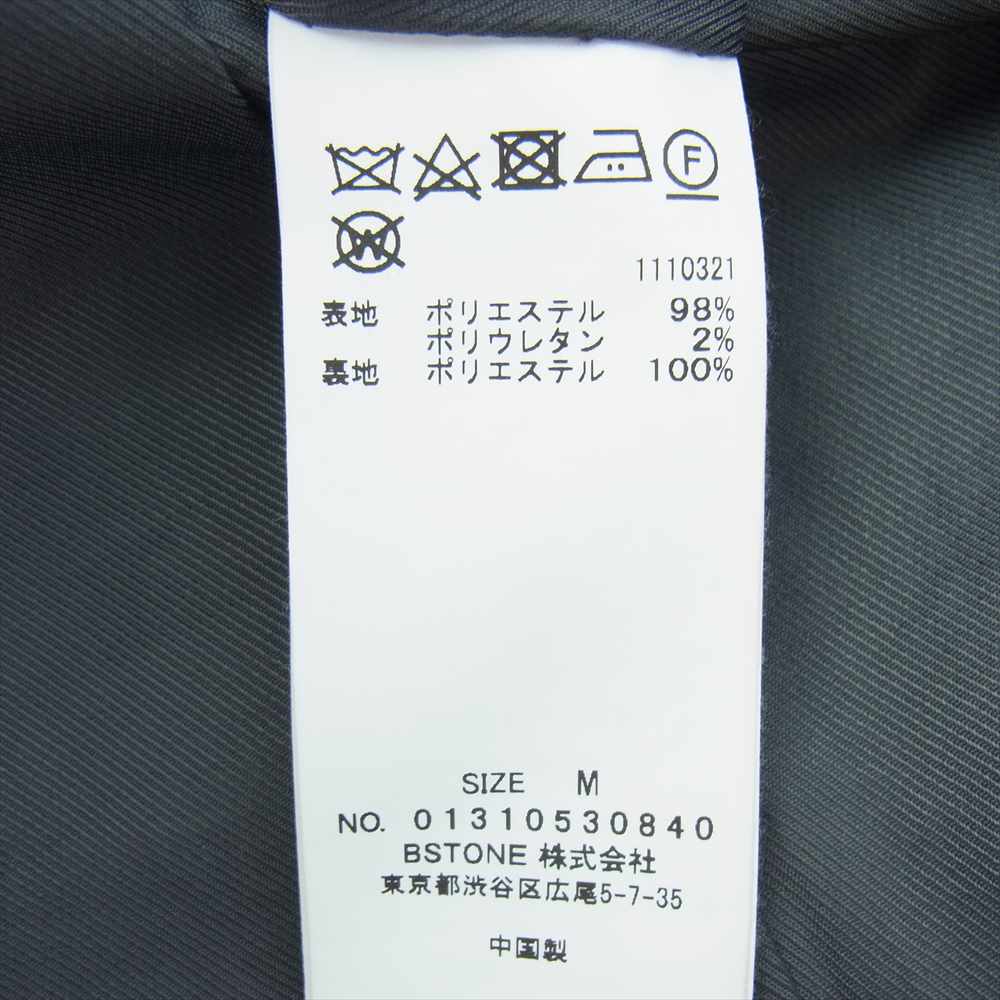 F
W
1110321
表地 ポリエステル 98%
ポリウレタン 2%
裏地 ポリエステル 100%
SIZE M
NO. 01310530840
BSTONE 株式会社
東京都渋谷区広尾5-7-35
中国製